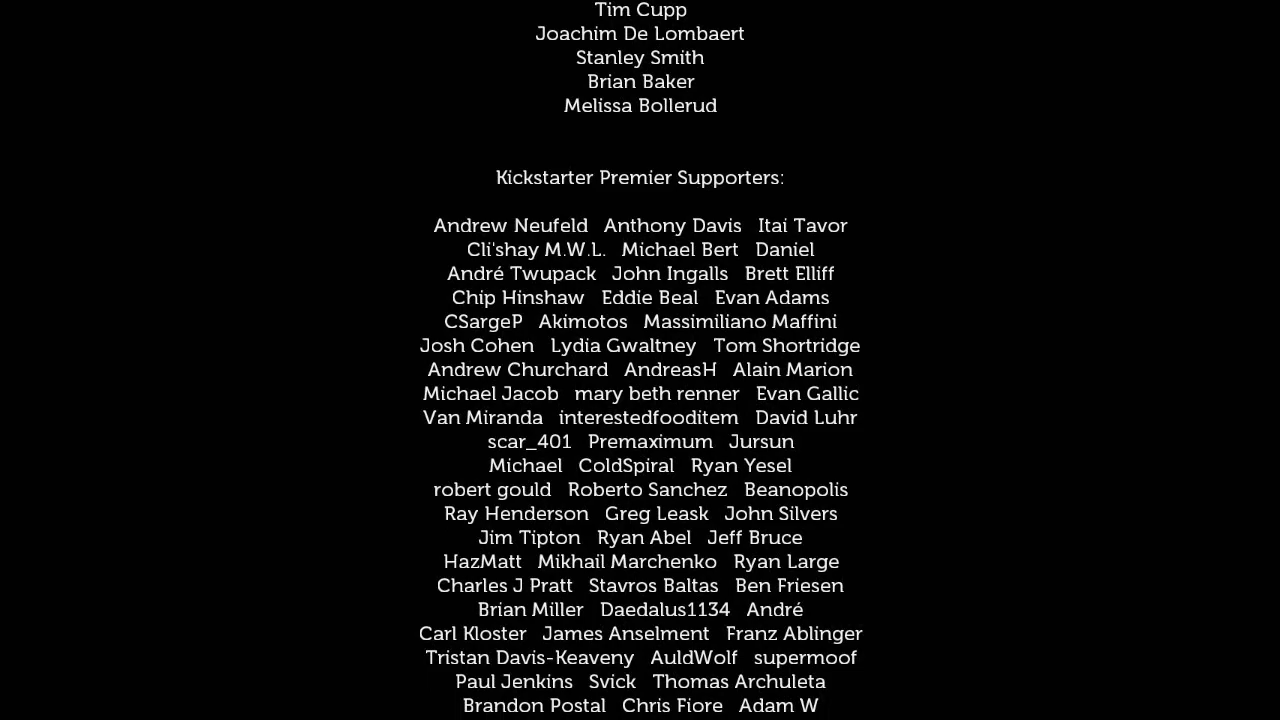 Tim Cupp
Joachim De Lombaert
Stanley Smith
Brian Baker
Melissa Bollerud
Kickstarter Premier Supporters:
Andrew Neufeld   Anthony Davis   Itai Tavor
Cli'shay M.W.L.   Michael Bert   Daniel
André Twupack   John Ingalls   Brett Elliff
Chip Hinshaw   Eddie Beal   Evan Adams
CSargeP   Akimotos   Massimiliano Maffini
Josh Cohen   Lydia Gwaltney   Tom Shortridge
Andrew Churchard   AndreasH   Alain Marion
Michael Jacob   mary beth renner   Evan Gallic
Van Miranda   interestedfooditem   David Luhr
scar_401   Premaximum   Jursun
Michael   ColdSpiral   Ryan Yesel
robert gould   Roberto Sanchez   Beanopolis
Ray Henderson   Greg Leask   John Silvers
Jim Tipton   Ryan Abel   Jeff Bruce
HazMatt   Mikhail Marchenko   Ryan Large
Charles J Pratt   Stavros Baltas   Ben Friesen
Brian Miller   Daedalus1134   André
Carl Kloster   James Anselment   Franz Ablinger
Tristan Davis-Keaveny   AuldWolf   supermoof
Paul Jenkins   Svick   Thomas Archuleta
Brandon Postal   Chris Fiore   Adam W